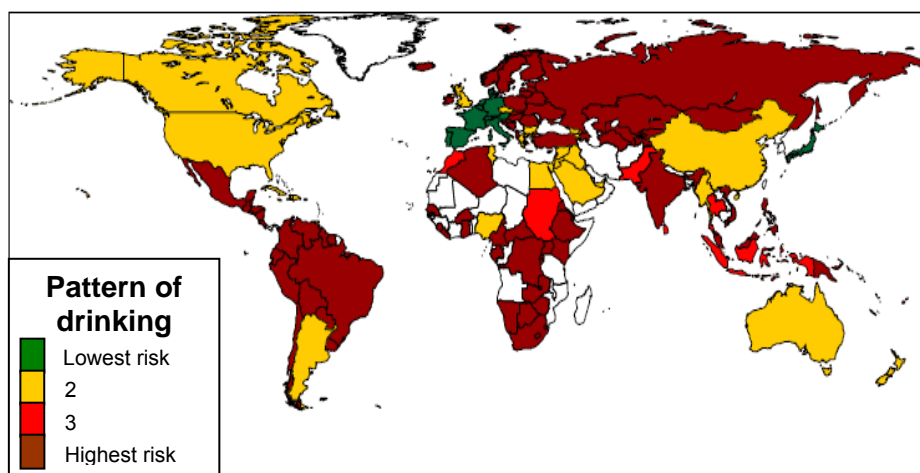 Pattern of
drinking
Lowest risk
2
3
Highest risk